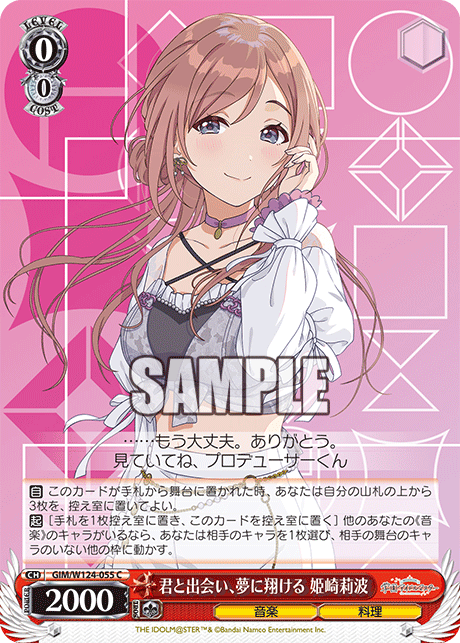 LEVEL
0
0
COST
SAMPLE
……もう大丈夫。ありがとう。
見ていてね、プロデューサーくん
自 このカードが手札から舞台に置かれた時、あなたは自分の山札の上から
3枚を、控え室に置いてよい。
起 [手札を1枚控え室に置き、このカードを控え室に置く] 他のあなたの《音
楽》のキャラがいるなら、あなたは相手のキャラを1枚選び、相手の舞台のキャ
ラのいない他の枠に動かす。
CH GIM/W124-055 C
君と出会い、夢に翔ける 姫崎莉波
POWER
2000
SOUL
音楽
料理
THE IDOLM@STER™& ©Bandai Namco Entertainment Inc.